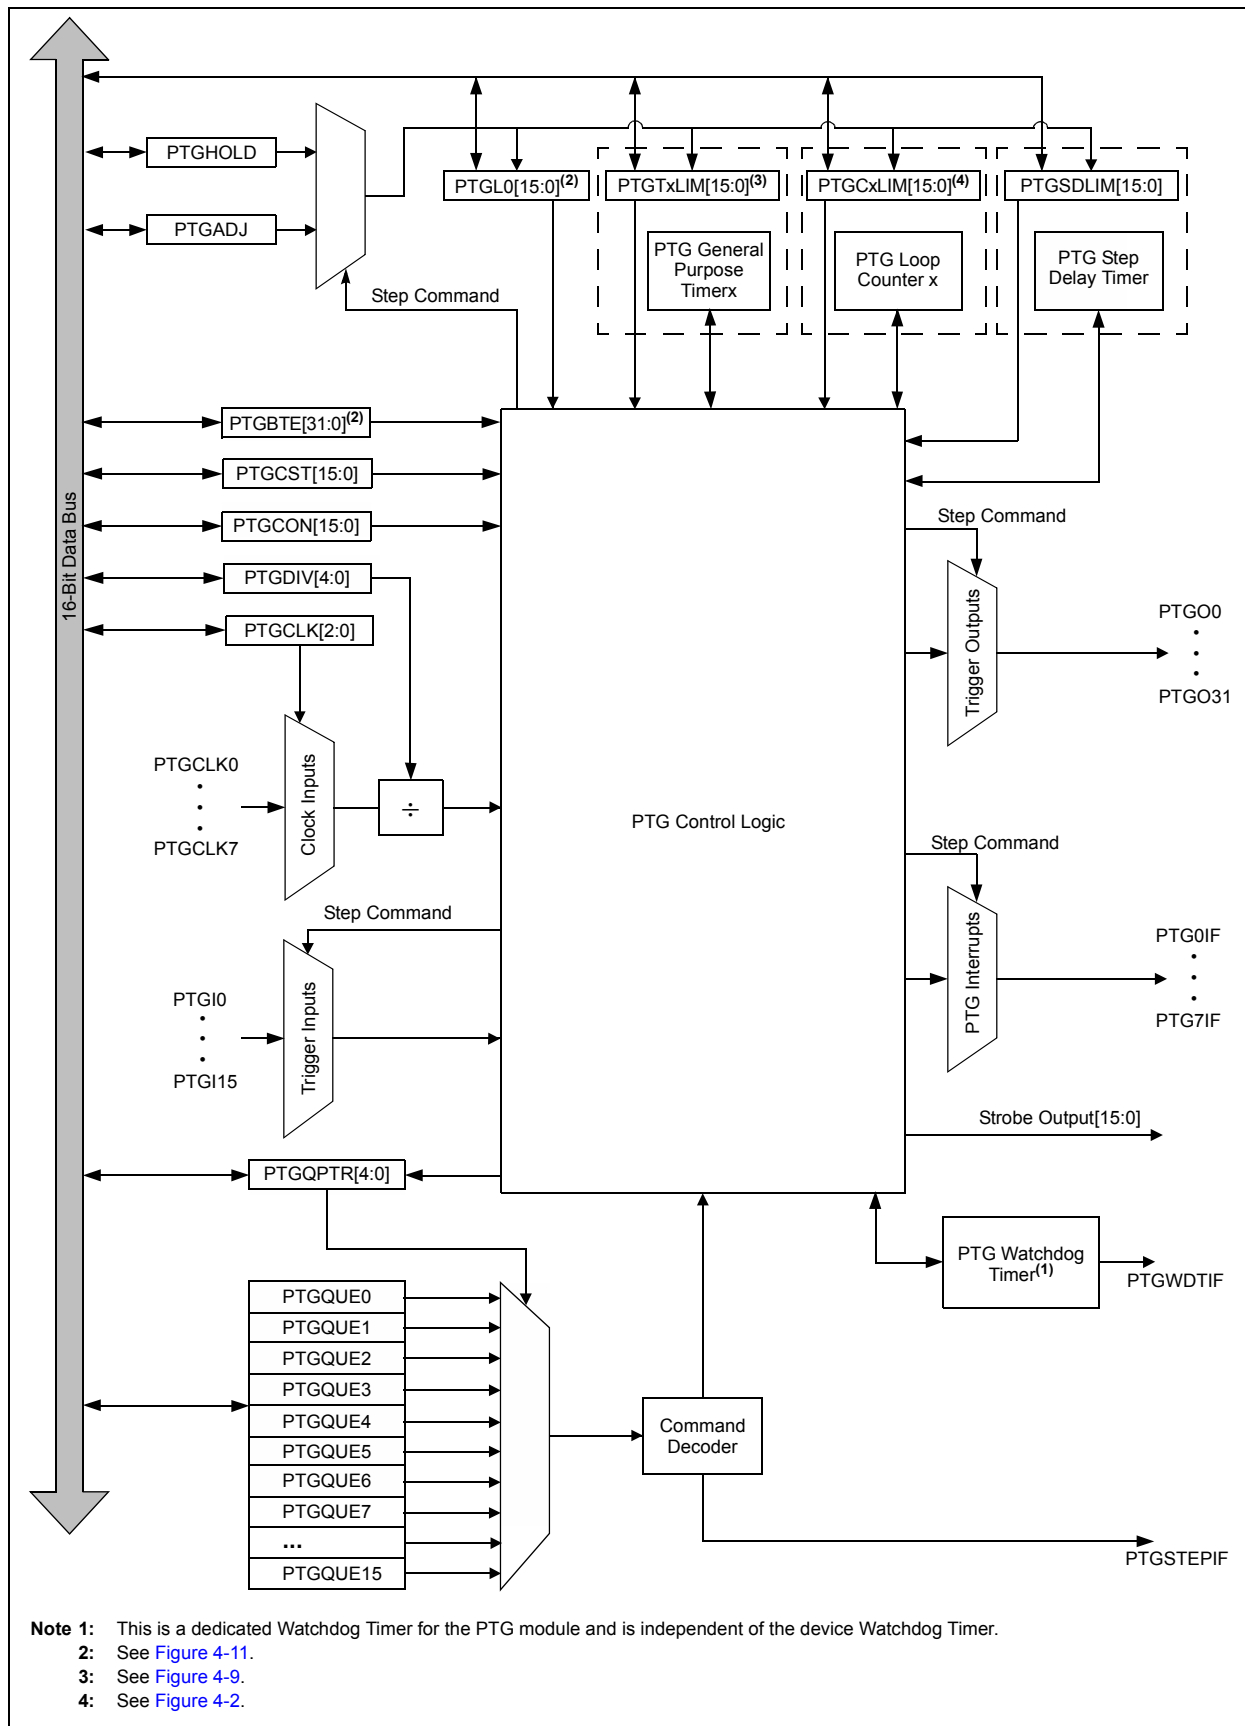 16-Bit Data Bus
PTGHOLD
PTGADJ
PTGL0[15:0](2)
PTGTxLIM[15:0](3)
PTGCxLIM[15:0](4)
PTGSDLIM[15:0]
PTG General
Purpose
Timerx
PTG Loop
Counter x
PTG Step
Delay Timer
Step Command
PTGBTE[31:0](2)
PTGCST[15:0]
PTGCON[15:0]
PTGDIV[4:0]
PTGCLK[2:0]
Step Command
Trigger Outputs
PTGO0
•
•
•
PTGO31
PTGCLK0
•
•
•
PTGCLK7
Clock Inputs
÷
PTG Control Logic
Step Command
PTG Interrupts
PTG0IF
•
•
•
PTG7IF
Step Command
PTGI0
•
•
•
PTGI15
Trigger Inputs
Strobe Output[15:0]
PTGQPTR[4:0]
PTG Watchdog
Timer(1)
PTGWDTIF
PTGQUE0
PTGQUE1
PTGQUE2
PTGQUE3
PTGQUE4
PTGQUE5
PTGQUE6
PTGQUE7
...
PTGQUE15
Command
Decoder
PTGSTEPIF
Note 1: This is a dedicated Watchdog Timer for the PTG module and is independent of the device Watchdog Timer.
2: See Figure 4-11.
3: See Figure 4-9.
4: See Figure 4-2.